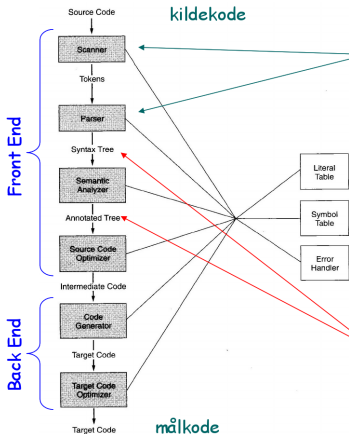 Source Code
kildekode
Scanner
Tokens
Parser
Syntax Tree
Front End
Semantic
Analyzer
Literal
Table
Annotated Tree
Symbol
Table
Source Code
Optimizer
Error
Handler
Intermediate Code
Code
Generator
Back End
Target Code
Target Code
Optimizer
Target Code
målkode